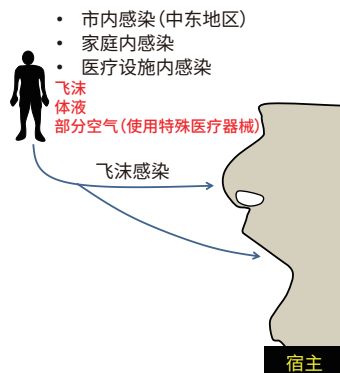 • 市内感染（中东地区）
• 家庭内感染
• 医疗设施内感染
飞沫
体液
部分空气（使用特殊医疗器械）
飞沫感染
宿主